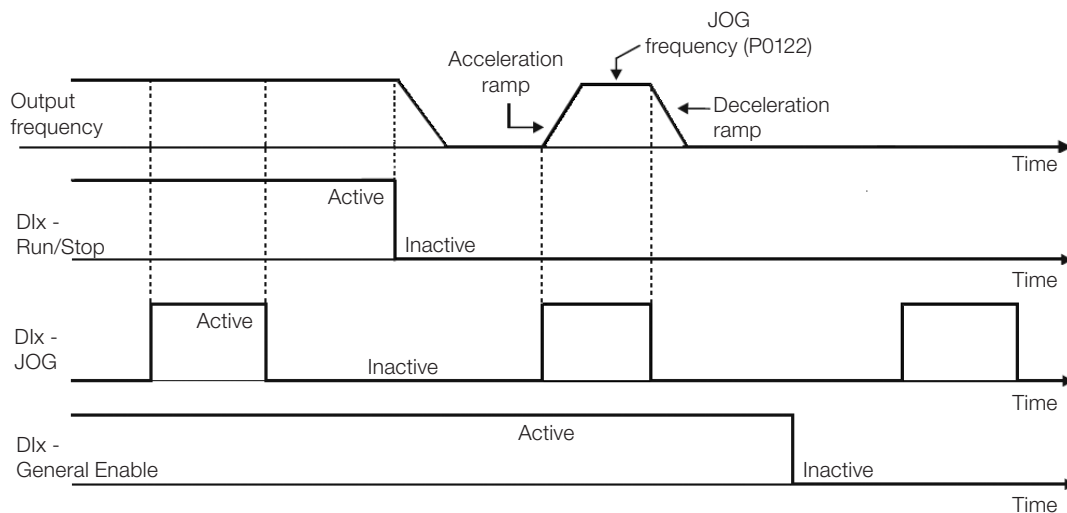 JOG
frequency (P0122)
Acceleration
ramp
Output
frequency
Deceleration
ramp
Time
Active
DIx -
Run/Stop
Inactive
Time
Active
DIx -
JOG
Inactive
Time
Active
DIx -
General Enable
Inactive
Time